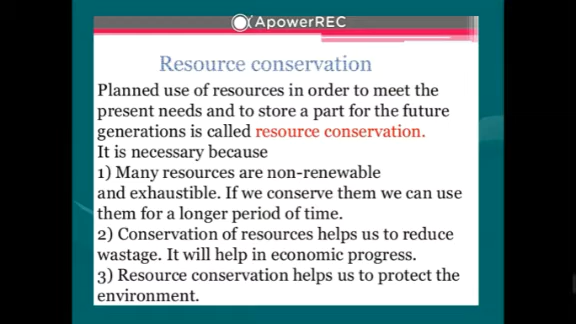 ApowerREC
Resource conservation
Planned use of resources in order to meet the
present needs and to store a part for the future
generations is called resource conservation.
It is necessary because
1) Many resources are non-renewable
and exhaustible. If we conserve them we can use
them for a longer period of time.
2) Conservation of resources helps us to reduce
wastage. It will help in economic progress.
3) Resource conservation helps us to protect the
environment.